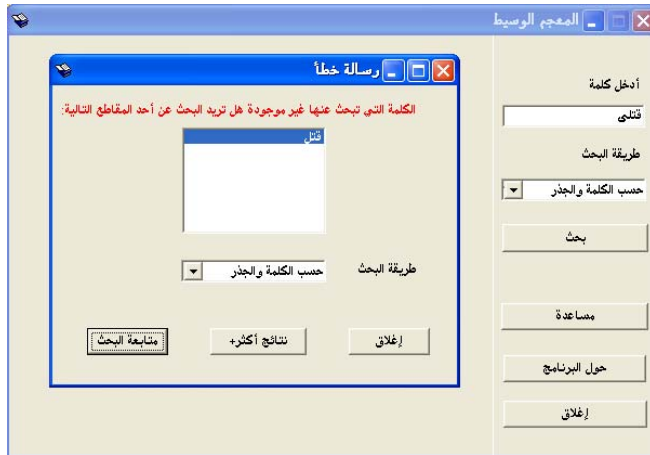 المعجم الوسيط
أدخل كلمة
قتلى
طريقة البحث
حسب الكلمة والجذر
بحث
مساعدة
حول البرنامج
إغلاق
رسالة خطأ
الكلمة التي تبحث عنها غير موجودة هل تريد البحث عن أحد المقاطع التالية:
قتل
طريقة البحث
حسب الكلمة والجذر
إغلاق
نتائج أكثر+
متابعة البحث